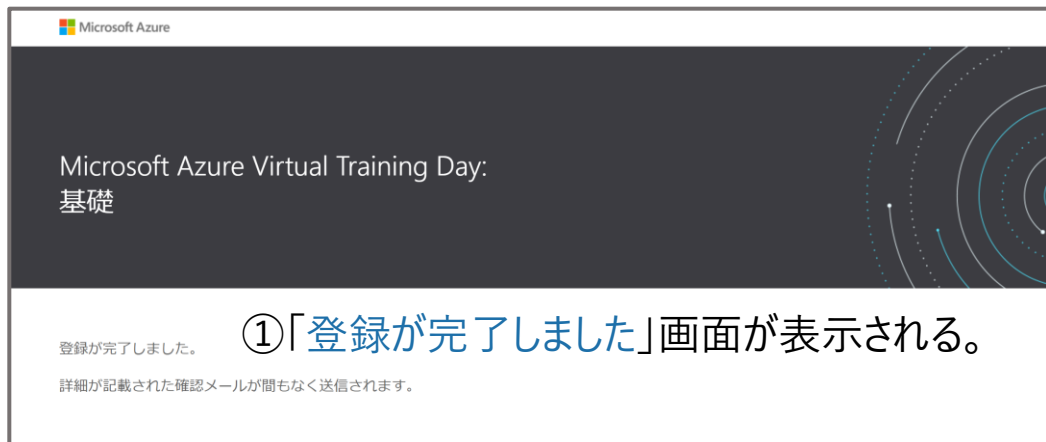 Microsoft Azure
Microsoft Azure Virtual Training Day:
基礎
①「登録が完了しました」画面が表示される。
登録が完了しました。
詳細が記載された確認メールが間もなく送信されます。